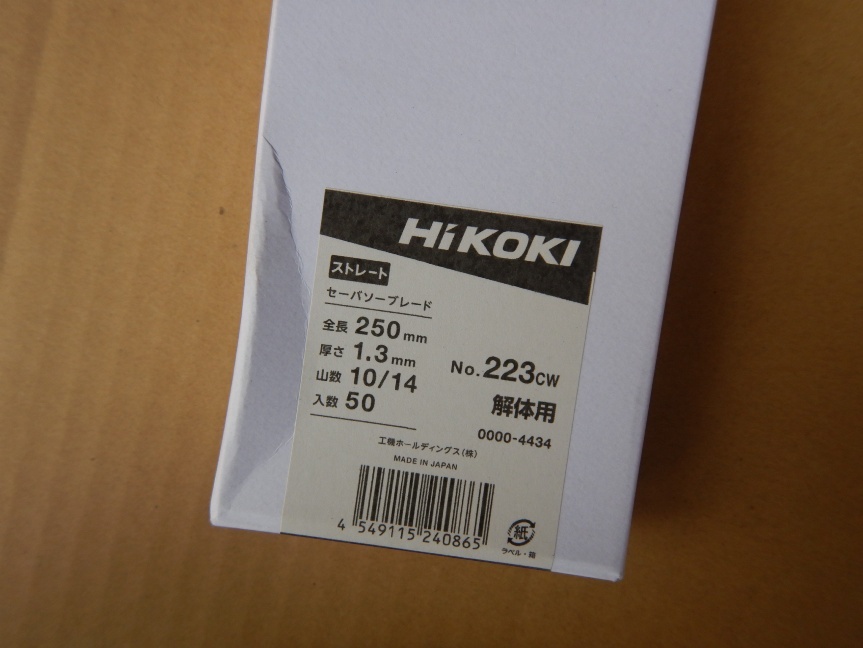 HiKOKI
ストレート
セーバソーブレード
全長 250mm
厚さ 1.3mm
山数 10/14
入数 50
No.223CW
解体用
0000-4434
工機ホールディングス(株)
MADE IN JAPAN
4 549115 240865
紙
ラベル・箱